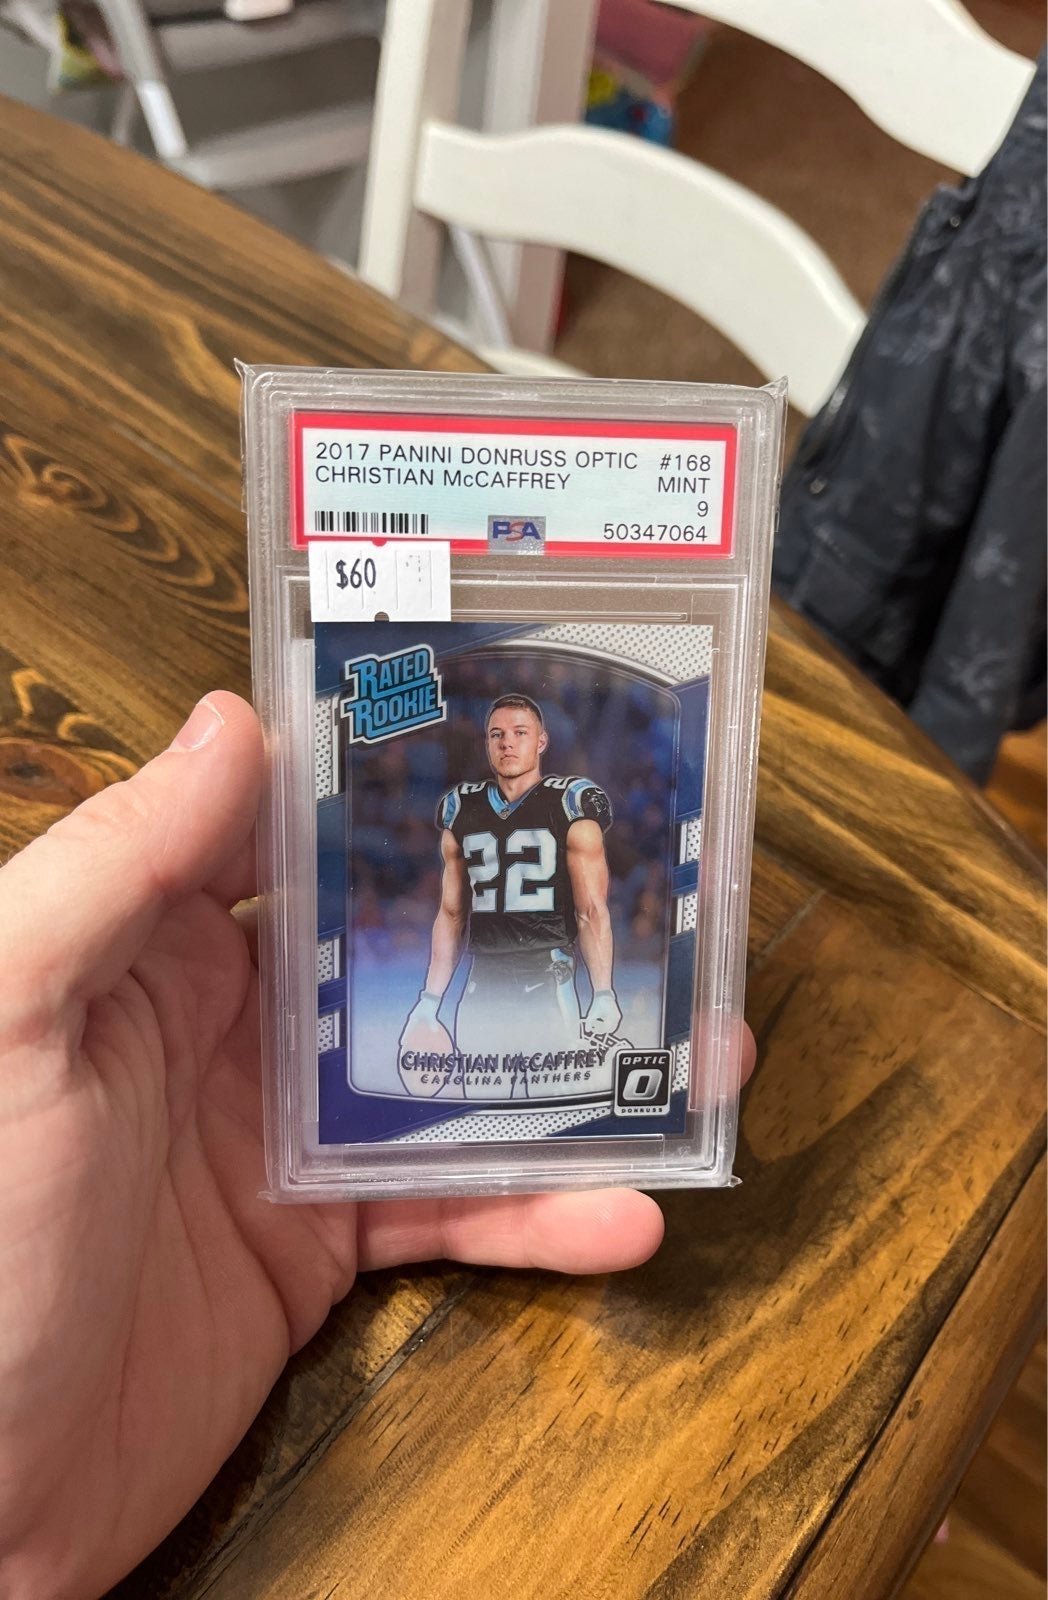 2017 PANINI DONRUSS OPTIC #168
CHRISTIAN McCAFFREY MINT
9
PSA 50347064
$60
RATED
ROOKIE
22
CHRISTIAN McCAFFREY
CAROLINA PANTHERS
OPTIC
O
DONRUSS